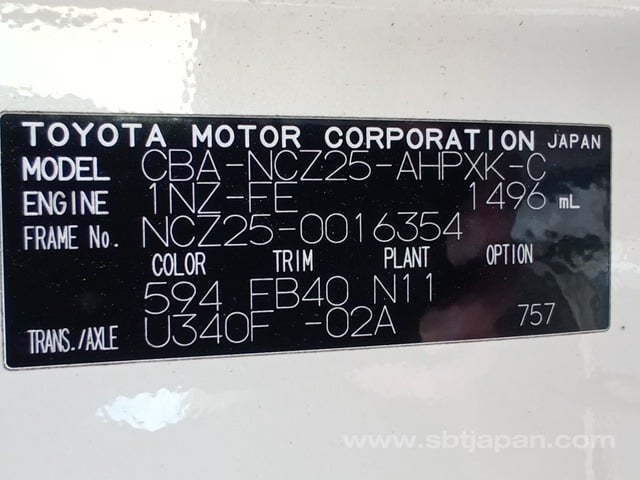 TOYOTA MOTOR CORPORATION JAPAN
MODEL CBA-NCZ25-AHPXK-C
ENGINE 1NZ-FE 1496 mL
FRAME No. NCZ25-0016354
COLOR TRIM PLANT OPTION
594 FB40 N11
TRANS./AXLE U340F -02A 757
www.sbtjapan.com